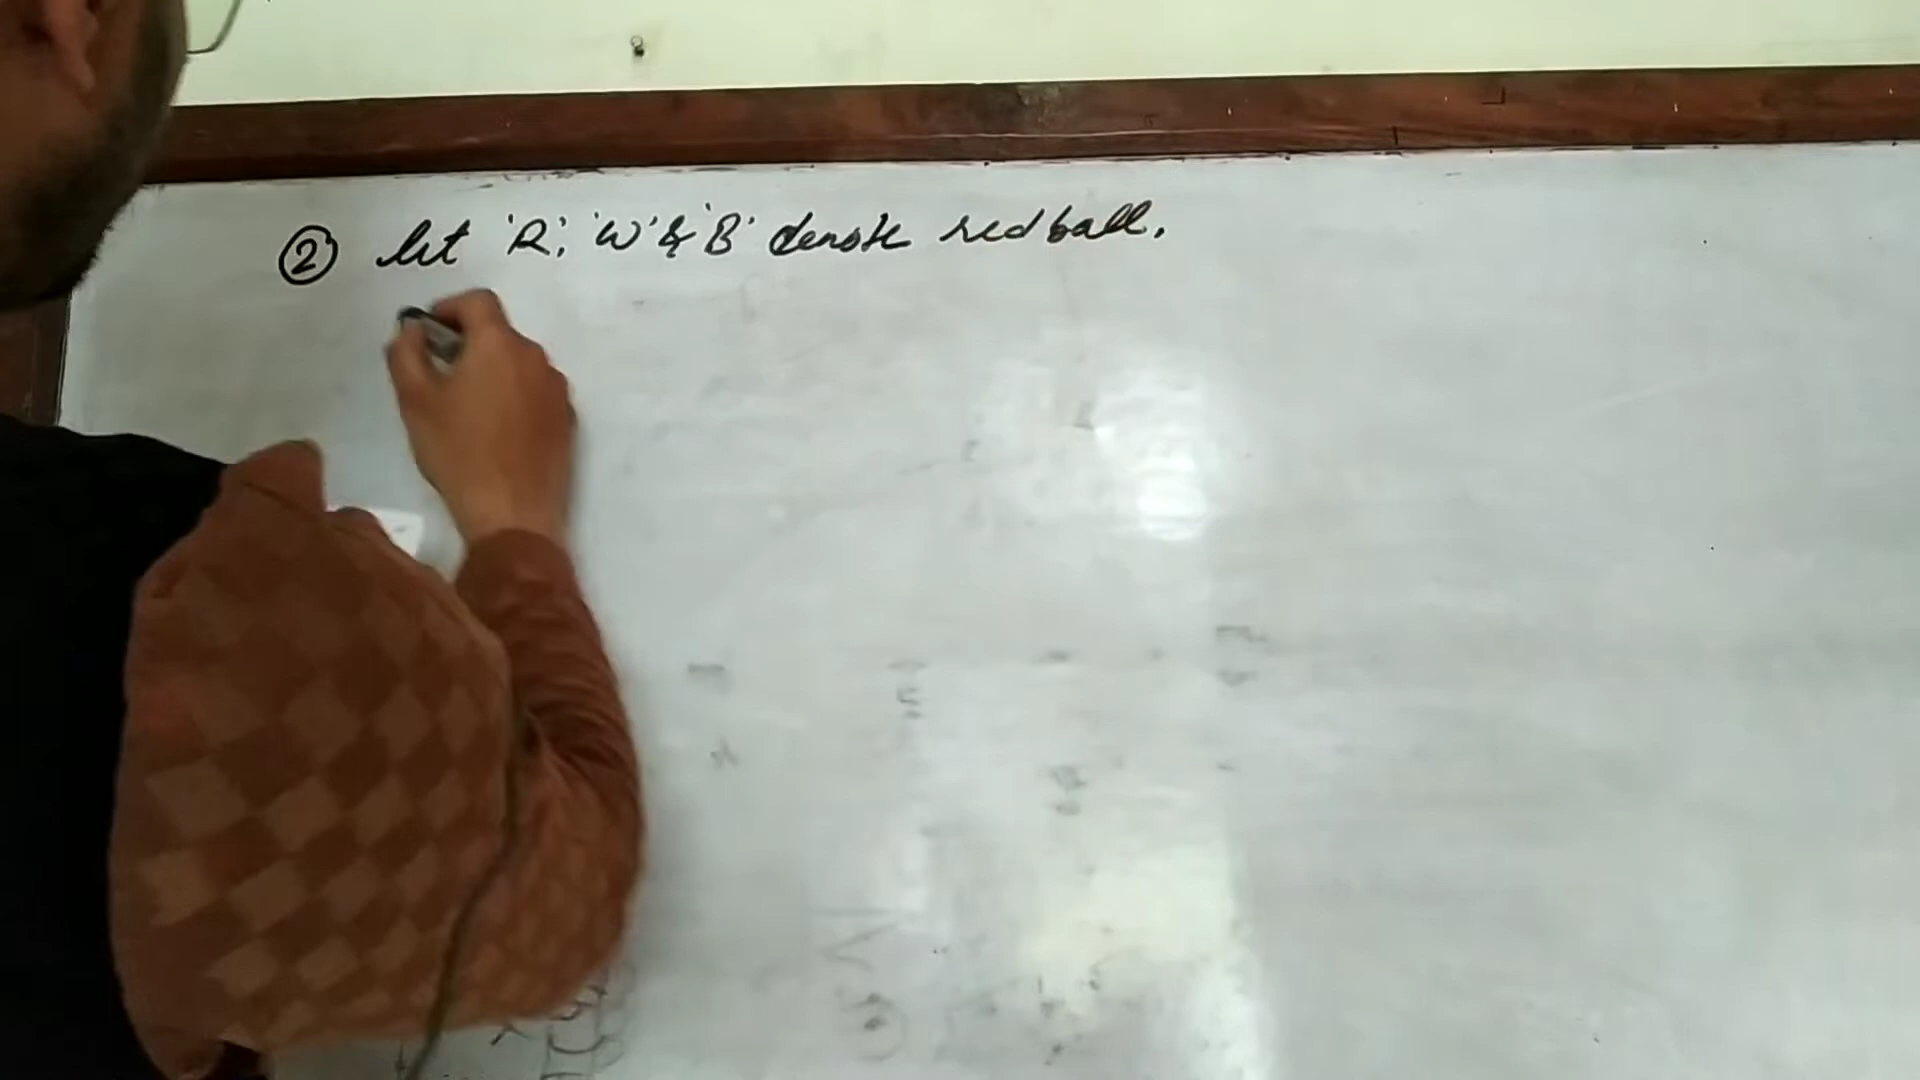 ② let 'R', 'W' & 'B' denote red ball,